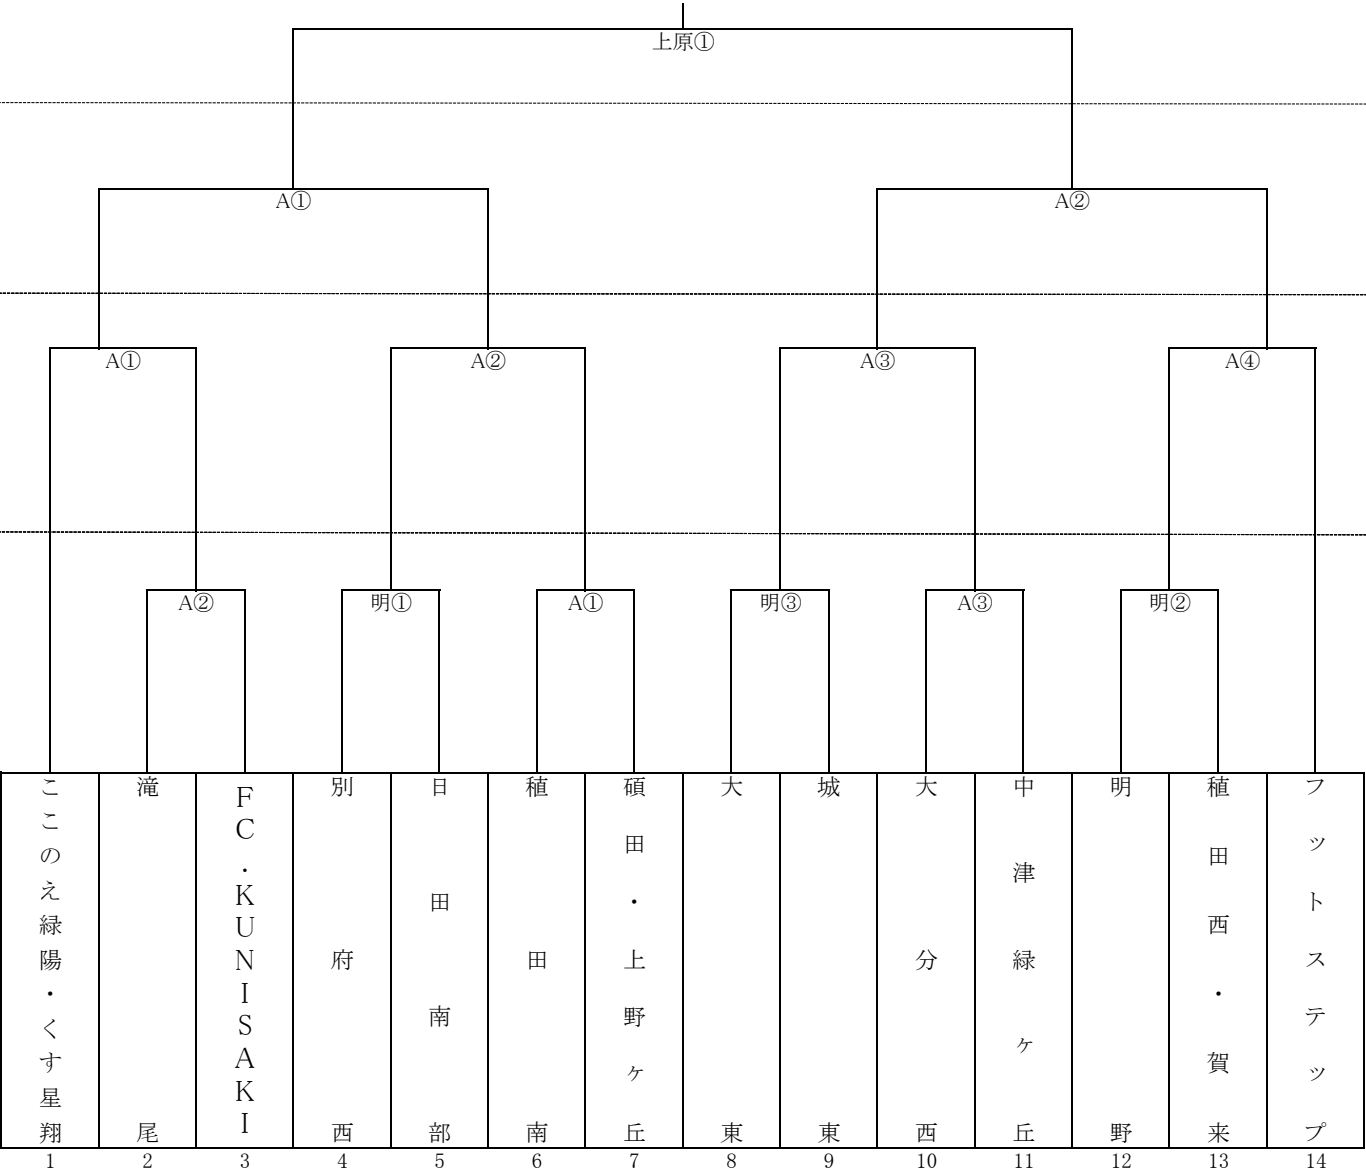 上原①
A①
A②
A①
A②
A③
A④
A②
明①
A①
明③
A③
明②
ここのえ緑陽・くす星翔
滝尾
FC.KUNISAKI
別府西
日田南部
稙田南
碩田・上野ヶ丘
大東
城東
大分西
中津緑ヶ丘
明野
稙田西・賀来
フットステップ
1 2 3 4 5 6 7 8 9 10 11 12 13 14